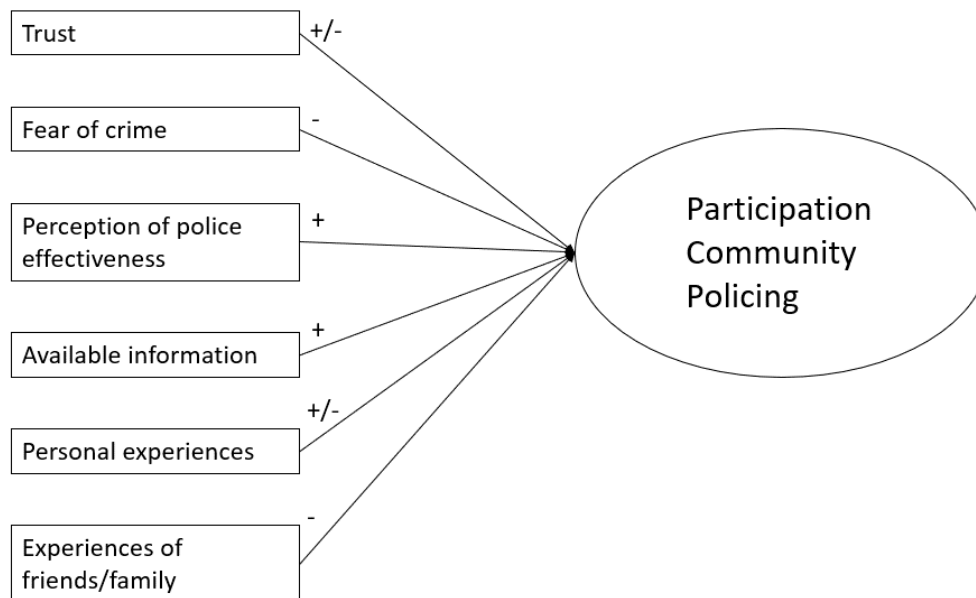 Trust
+/-
Fear of crime
-
Perception of police
effectiveness
+
Available information
+
Personal experiences
+/-
Experiences of
friends/family
-
Participation
Community
Policing